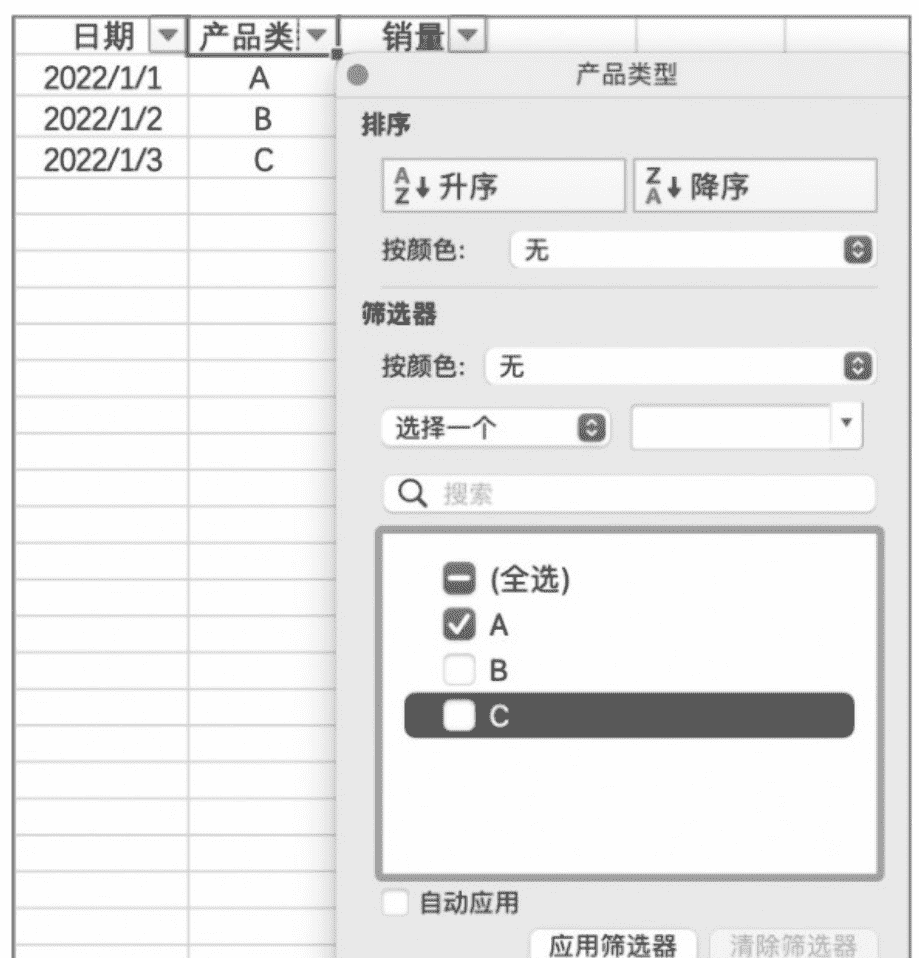 日期 产品类 销量
2022/1/1 A
2022/1/2 B
2022/1/3 C
产品类型
排序
AZ↓升序 ZA↓降序
按颜色: 无
筛选器
按颜色: 无
选择一个
搜索
(全选)
A
B
C
自动应用
应用筛选器 清除筛选器